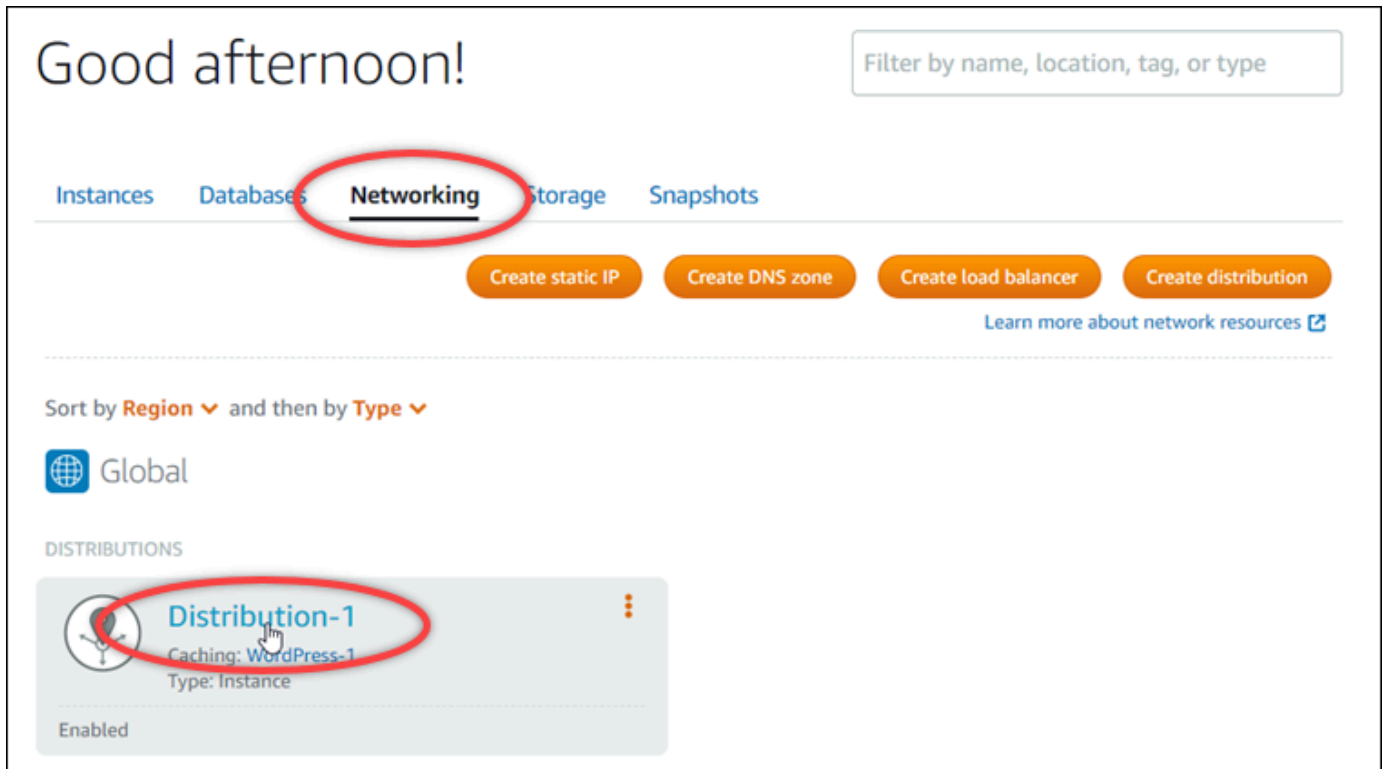 Good afternoon!
Filter by name, location, tag, or type
Instances Databases Networking Storage Snapshots
Create static IP Create DNS zone Create load balancer Create distribution
Learn more about network resources
Sort by Region and then by Type
Global
DISTRIBUTIONS
Distribution-1
Caching: WordPress-1
Type: Instance
Enabled